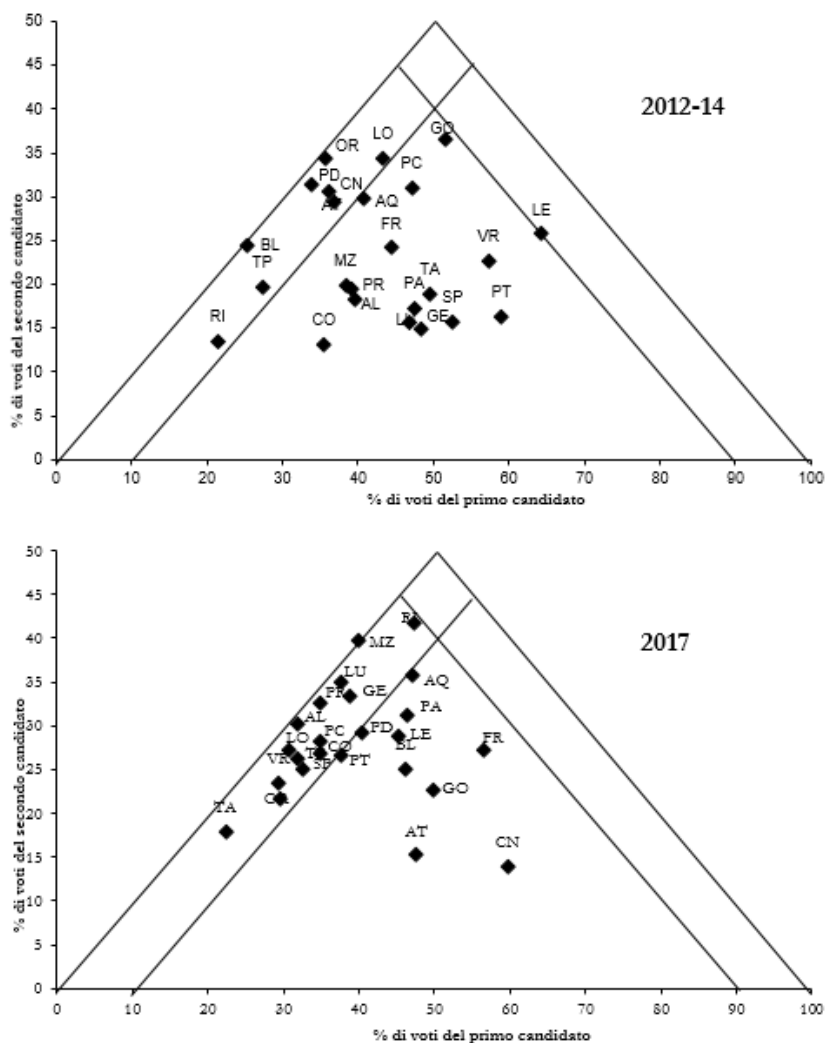 2012-14
% di voti del secondo candidato
50
45
40
35
30
25
20
15
10
5
0
GO
LO
OR
PC
PD
CN
AQ
LE
FR
VR
BL
TP
MZ
TA
PR
PA
SP
PT
AL
RI
CO
GE
0 10 20 30 40 50 60 70 80 90 100
% di voti del primo candidato
2017
% di voti del secondo candidato
50
45
40
35
30
25
20
15
10
5
0
MZ
LU
AQ
GE
PA
AL
PD
LE
FR
LO
PC
CO
BL
VR
PT
GO
TA
AT
CN
0 10 20 30 40 50 60 70 80 90 100
% di voti del primo candidato